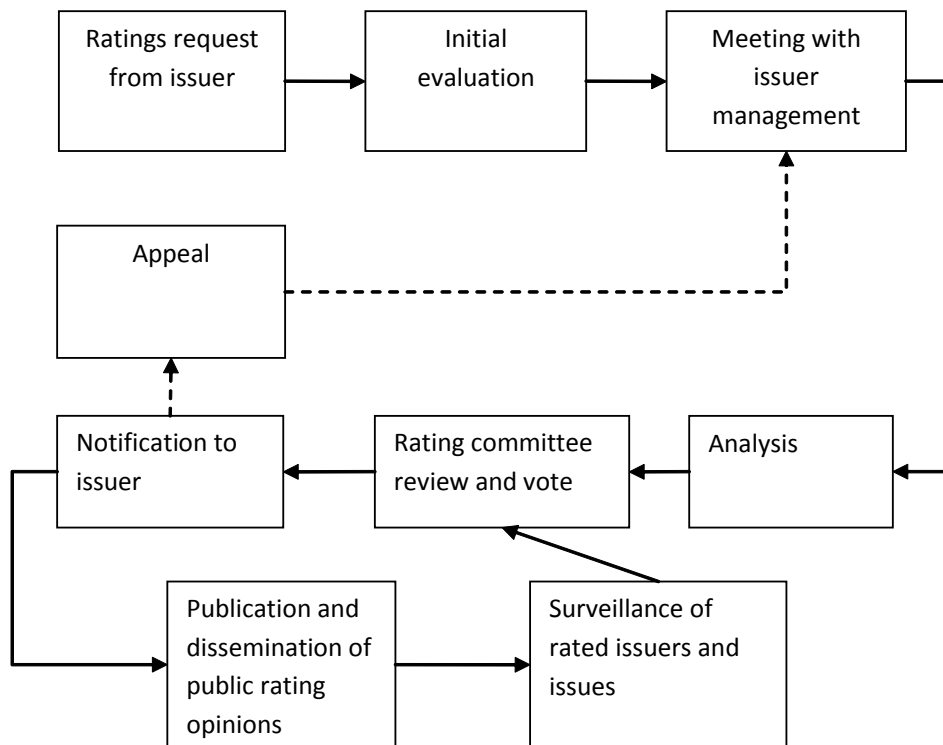 Ratings request
from issuer
Initial
evaluation
Meeting with
issuer
management
Appeal
Notification to
issuer
Rating committee
review and vote
Analysis
Publication and
dissemination of
public rating
opinions
Surveillance of
rated issuers and
issues